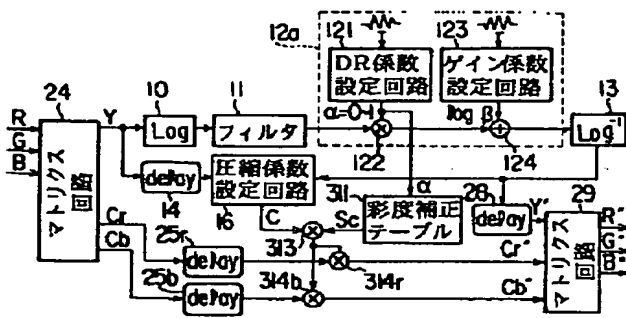 12a
121
DR係数
設定回路
123
ゲイン係数
設定回路
24
R
G
B
マトリクス
回路
Y
10
Log
11
フィルタ
α=0-1
122
log β
124
13
Log⁻¹
delay
14
圧縮係数
設定回路
16
C
313
Sc
311
α
彩度補正
テーブル
28
delay
Y"
29
マトリクス
回路
R"
G"
B"
Cr
Cb
25r
delay
314r
Cr"
25b
delay
314b
Cb"